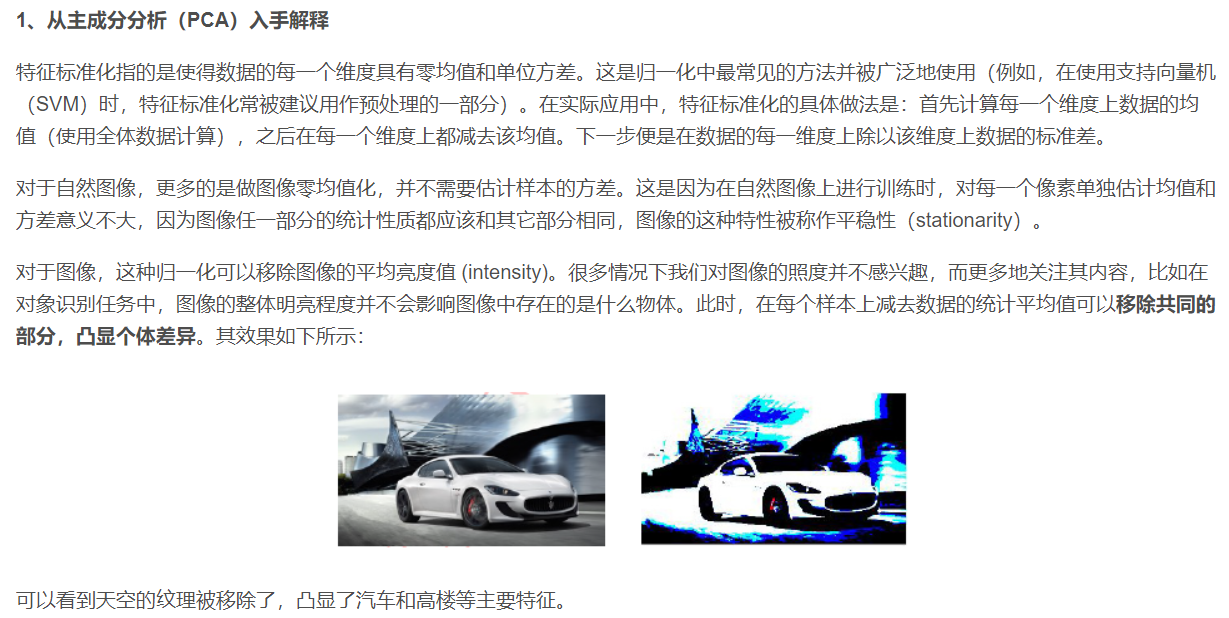 1、从主成分分析（PCA）入手解释
特征标准化指的是使得数据的每一个维度具有零均值和单位方差。这是归一化中最常见的方法并被广泛地使用（例如，在使用支持向量机
（SVM）时，特征标准化常被建议用作预处理的一部分）。在实际应用中，特征标准化的具体做法是：首先计算每一个维度上数据的均
值（使用全体数据计算），之后在每一个维度上都减去该均值。下一步便是在数据的每一维度上除以该维度上数据的标准差。
对于自然图像，更多的是做图像零均值化，并不需要估计样本的方差。这是因为在自然图像上进行训练时，对每一个像素单独估计均值和
方差意义不大，因为图像任一部分的统计性质都应该和其它部分相同，图像的这种特性被称作平稳性（stationarity）。
对于图像，这种归一化可以移除图像的平均亮度值 (intensity)。很多情况下我们对图像的照度并不感兴趣，而更多地关注其内容，比如在
对象识别任务中，图像的整体明亮程度并不会影响图像中存在的是什么物体。此时，在每个样本上减去数据的统计平均值可以移除共同的
部分，凸显个体差异。其效果如下所示：
可以看到天空的纹理被移除了，凸显了汽车和高楼等主要特征。